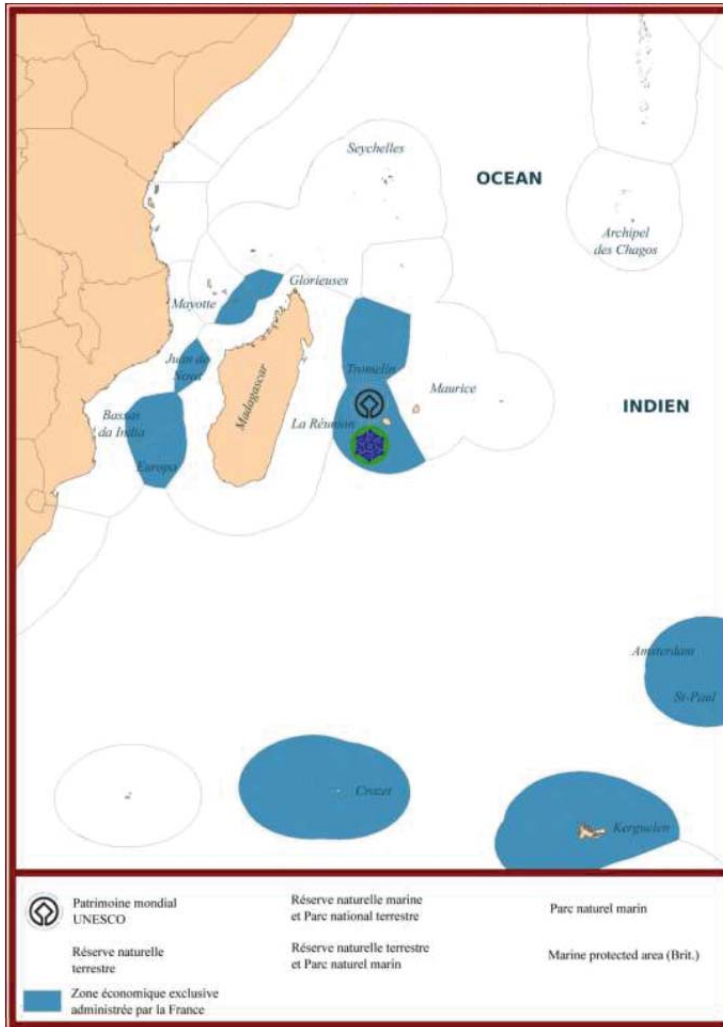 Seychelles
OCEAN
Archipel
des Chagos
Glorieuses
Mayotte
Juan de
Nova
Tromelin
Madagascar
Maurice
INDIEN
Bassas
da India
La Réunion
Europa
Amsterdam
St-Paul
Crozet
Kerguelen
Patrimoine mondial
UNESCO
Réserve naturelle marine
et Parc national terrestre
Parc naturel marin
Réserve naturelle
terrestre
Réserve naturelle terrestre
et Parc naturel marin
Marine protected area (Brit.)
Zone économique exclusive
administrée par la France